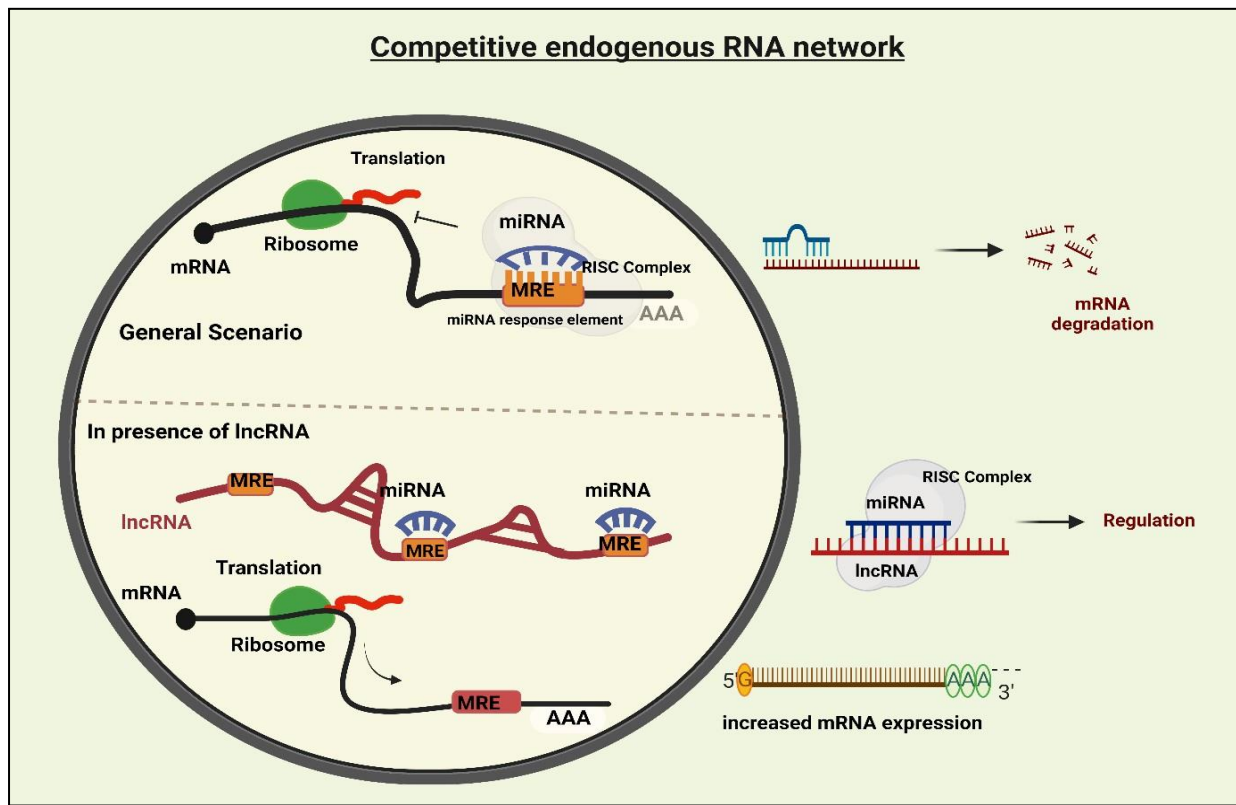 Competitive endogenous RNA network
Translation
miRNA
Ribosome
RISC Complex
mRNA
MRE
miRNA response element
AAA
General Scenario
mRNA
degradation
In presence of lncRNA
MRE
miRNA
miRNA
lncRNA
MRE
MRE
Translation
mRNA
Ribosome
MRE
AAA
RISC Complex
miRNA
Regulation
lncRNA
5'G
AAA
3'
increased mRNA expression